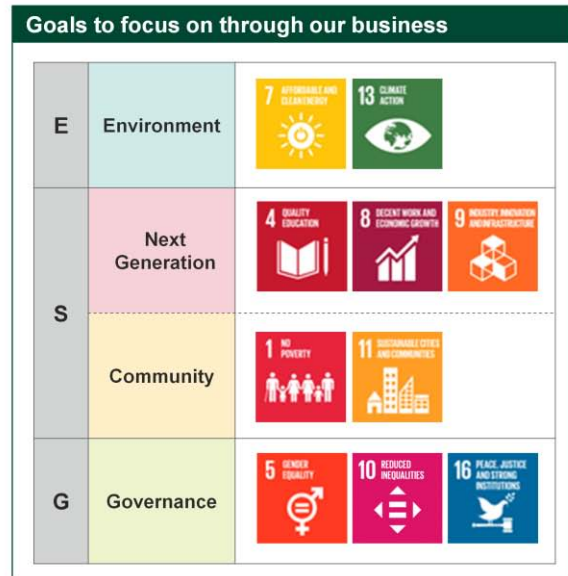 Goals to focus on through our business
E
Environment
7 AFFORDABLE AND
CLEAN ENERGY
13 CLIMATE
ACTION
S
Next
Generation
4 QUALITY
EDUCATION
8 DECENT WORK AND
ECONOMIC GROWTH
9 INDUSTRY, INNOVATION
AND INFRASTRUCTURE
Community
1 NO
POVERTY
11 SUSTAINABLE CITIES
AND COMMUNITIES
G
Governance
5 GENDER
EQUALITY
10 REDUCED
INEQUALITIES
16 PEACE, JUSTICE
AND STRONG
INSTITUTIONS